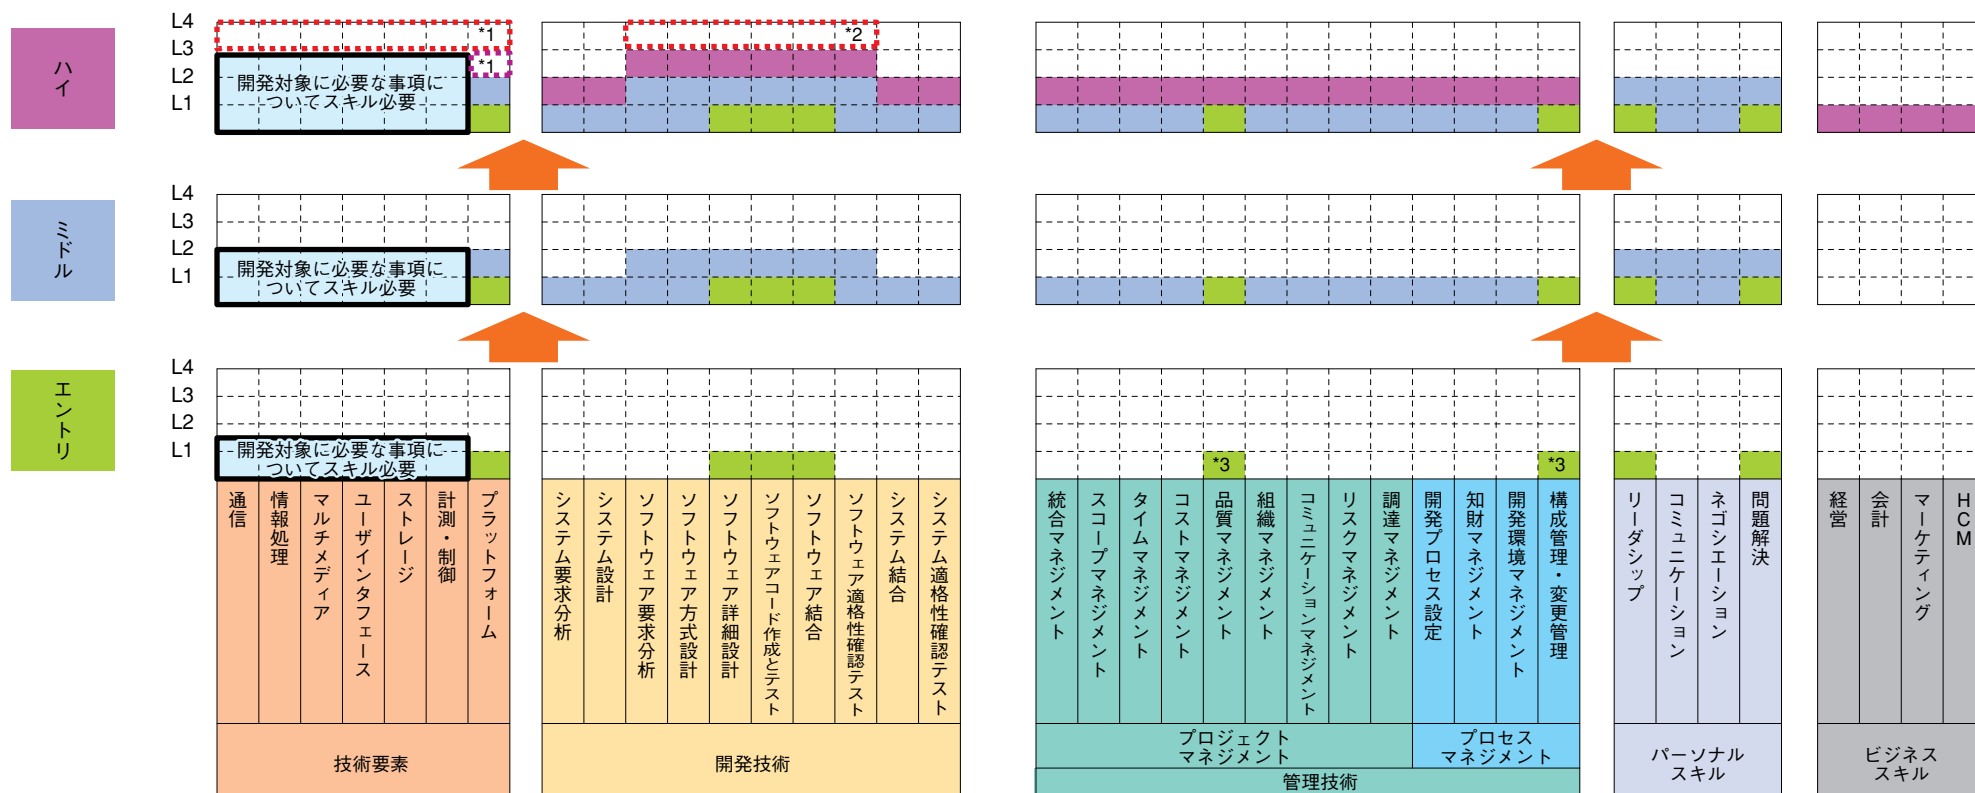 ハイ
L4
L3
L2
L1
*1
*1
開発対象に必要な事項に
ついてスキル必要
*2
ミドル
L4
L3
L2
L1
開発対象に必要な事項に
ついてスキル必要
エントリ
L4
L3
L2
L1
開発対象に必要な事項に
ついてスキル必要
*3
*3
通信
情報処理
マルチメディア
ユーザインタフェース
ストレージ
計測・制御
プラットフォーム
システム要求分析
システム設計
ソフトウェア要求分析
ソフトウェア方式設計
ソフトウェア詳細設計
ソフトウェアコード作成とテスト
ソフトウェア結合
ソフトウェア適格性確認テスト
システム結合
システム適格性確認テスト
統合マネジメント
スコープマネジメント
タイムマネジメント
コストマネジメント
品質マネジメント
組織マネジメント
コミュニケーションマネジメント
リスクマネジメント
調達マネジメント
開発プロセス設定
知財マネジメント
開発環境マネジメント
構成管理・変更管理
リーダシップ
コミュニケーション
ネゴシエーション
問題解決
経営
会計
マーケティング
HCM
技術要素
開発技術
プロジェクト
マネジメント
プロセス
マネジメント
管理技術
パーソナル
スキル
ビジネス
スキル